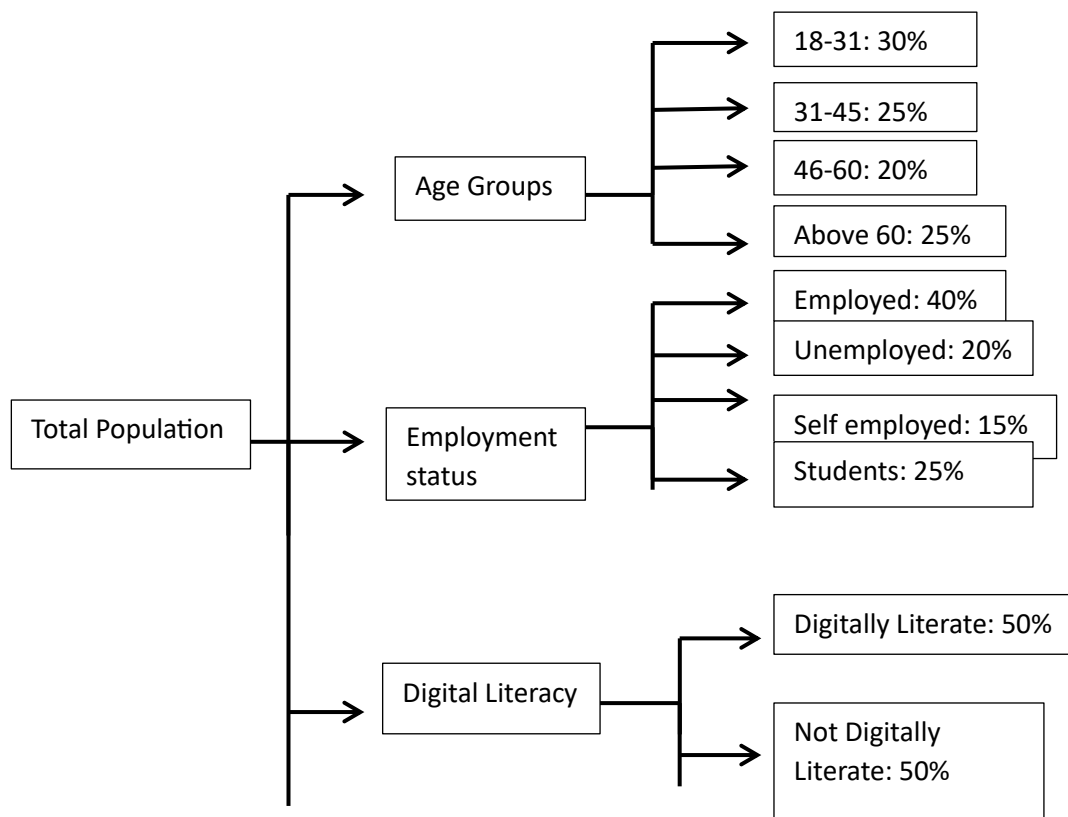 18-31: 30%
31-45: 25%
46-60: 20%
Age Groups
Above 60: 25%
Employed: 40%
Unemployed: 20%
Total Population
Employment
status
Self employed: 15%
Students: 25%
Digitally Literate: 50%
Digital Literacy
Not Digitally
Literate: 50%